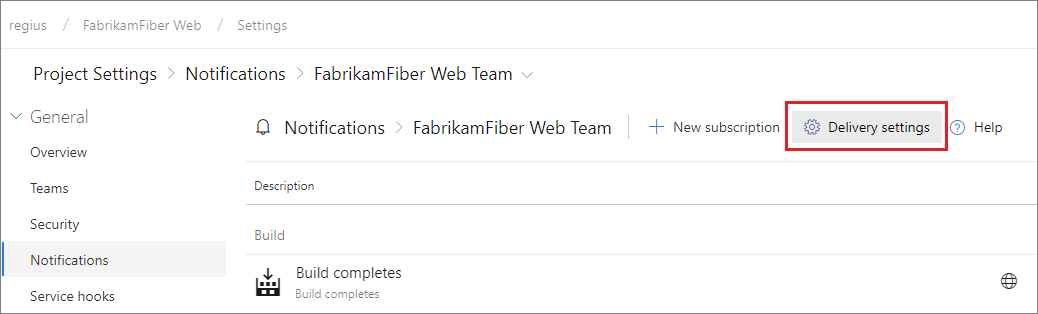 regius / FabrikamFiber Web / Settings
Project Settings > Notifications > FabrikamFiber Web Team
General
Notifications > FabrikamFiber Web Team | + New subscription Delivery settings ? Help
Overview
Teams
Security
Notifications
Service hooks
Description
Build
Build completes
Build completes